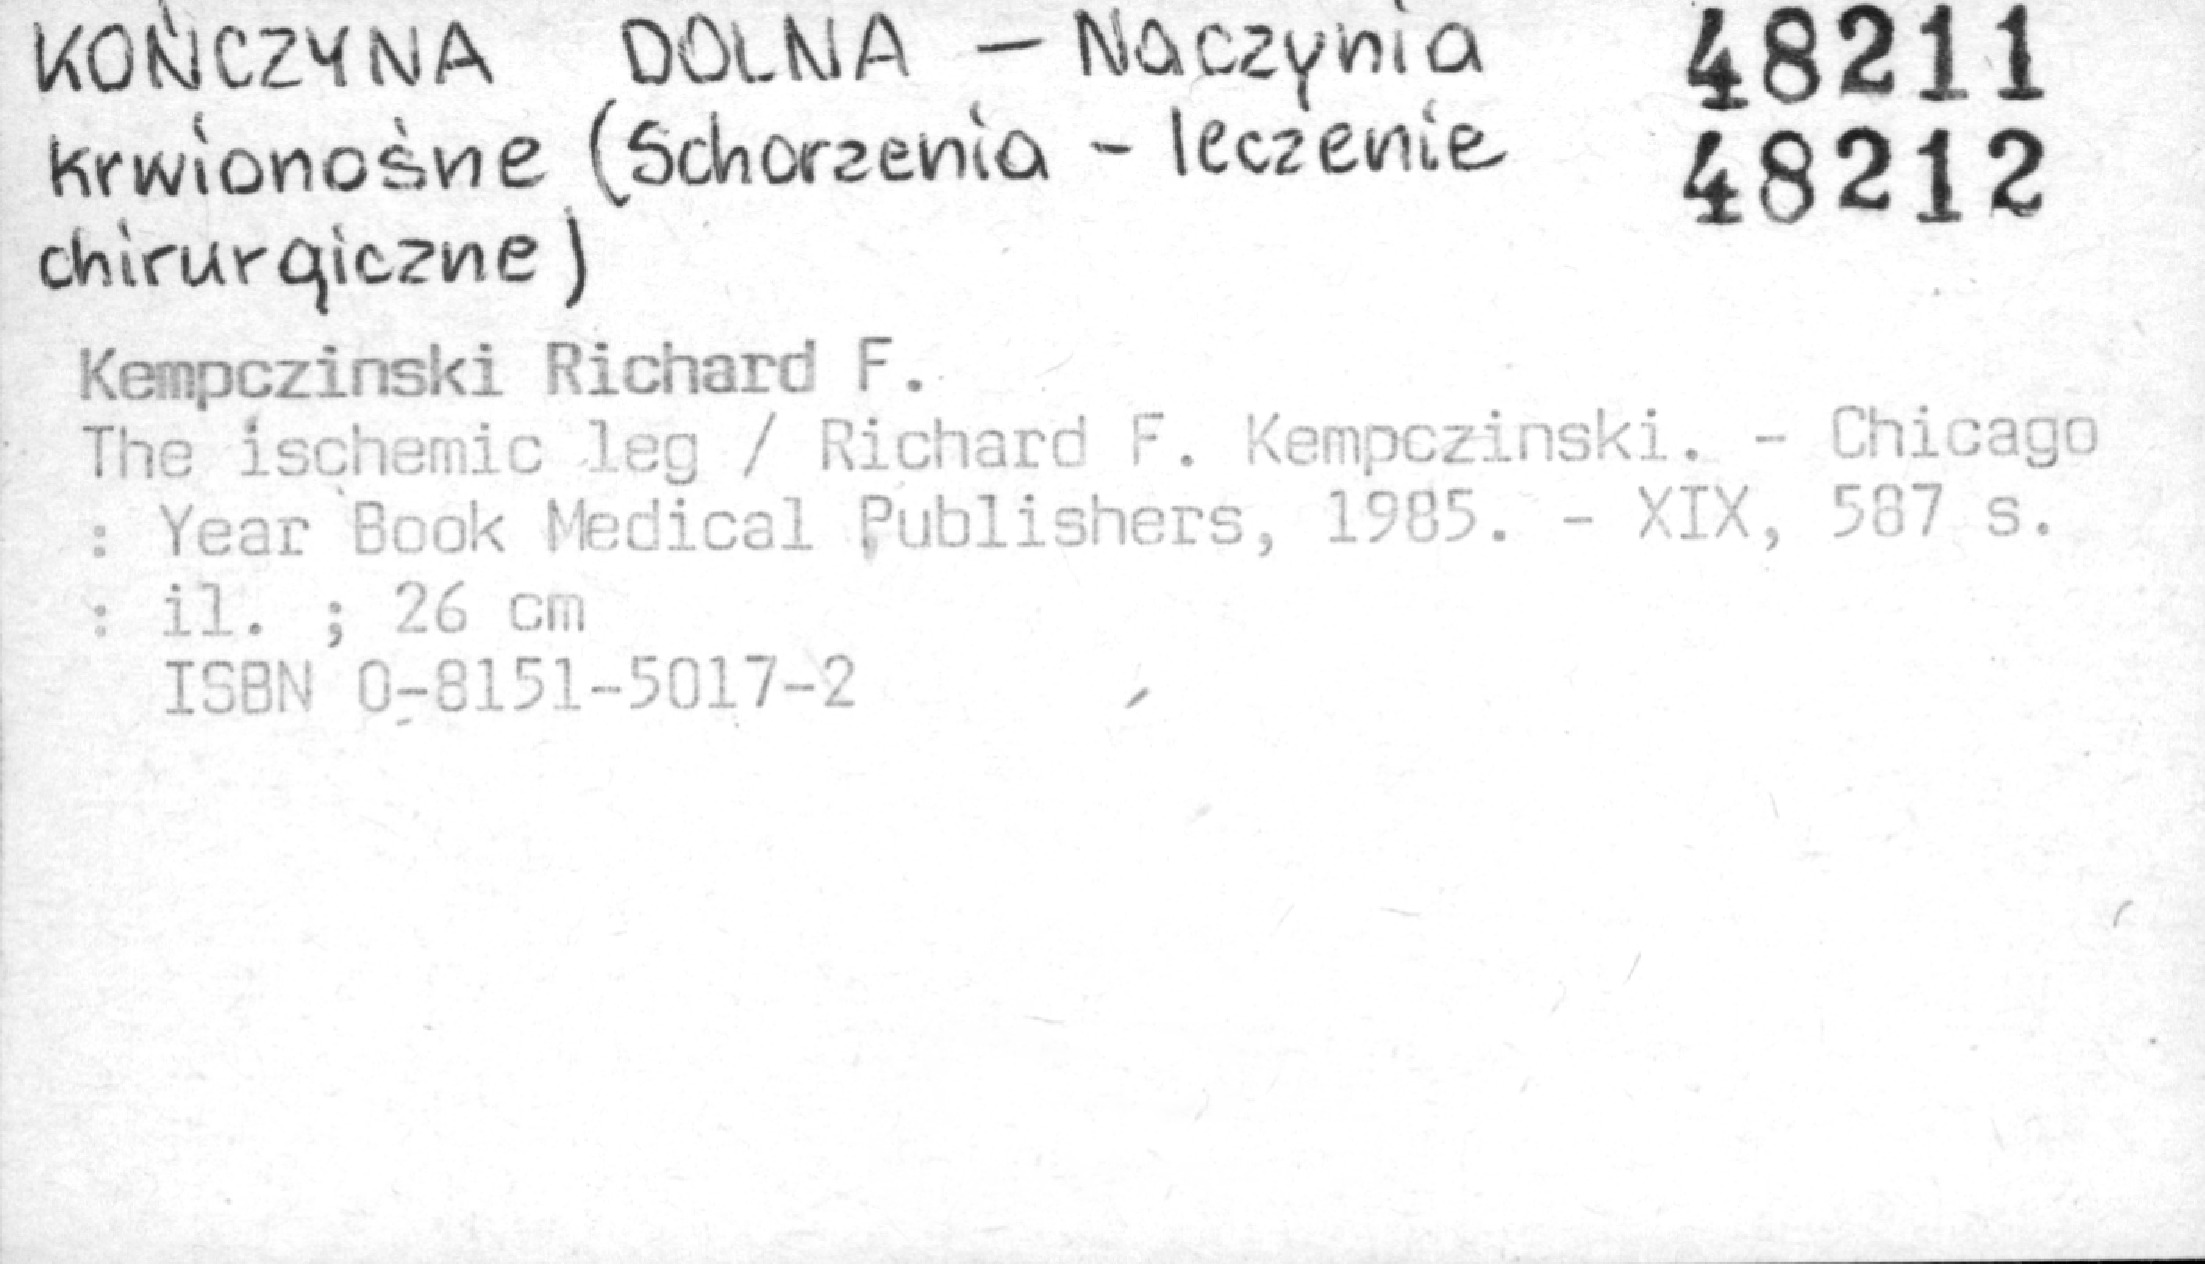 KOŃCZYNA DOLNA – Naczynia 48211
krwionośne (Schorzenia - leczenie 48212
chirurgiczne)
Kempczinski Richard F.
The ischemic leg / Richard F. Kempczinski. - Chicago
: Year Book Medical Publishers, 1985. - XIX, 587 s.
: il. ; 26 cm
ISBN 0-8151-5017-2